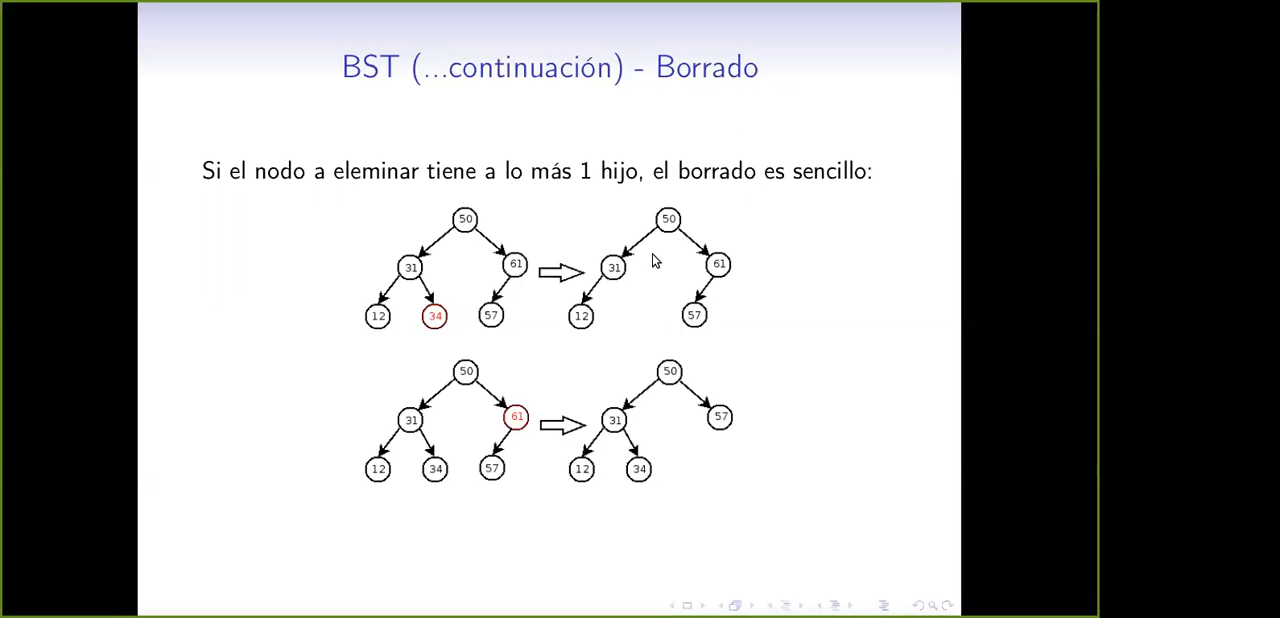 BST (...continuación) - Borrado
Si el nodo a eleminar tiene a lo más 1 hijo, el borrado es sencillo:
50 50
31 61 31 61
12 34 57 12 57
50 50
31 61 31 57
12 34 57 12 34